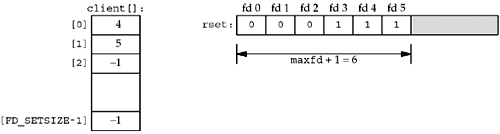 client[]:
[0] 4
[1] 5
[2] −1
[FD_SETSIZE-1] −1
fd 0 fd 1 fd 2 fd 3 fd 4 fd 5
rset: 0 0 0 1 1 1
maxfd + 1 = 6